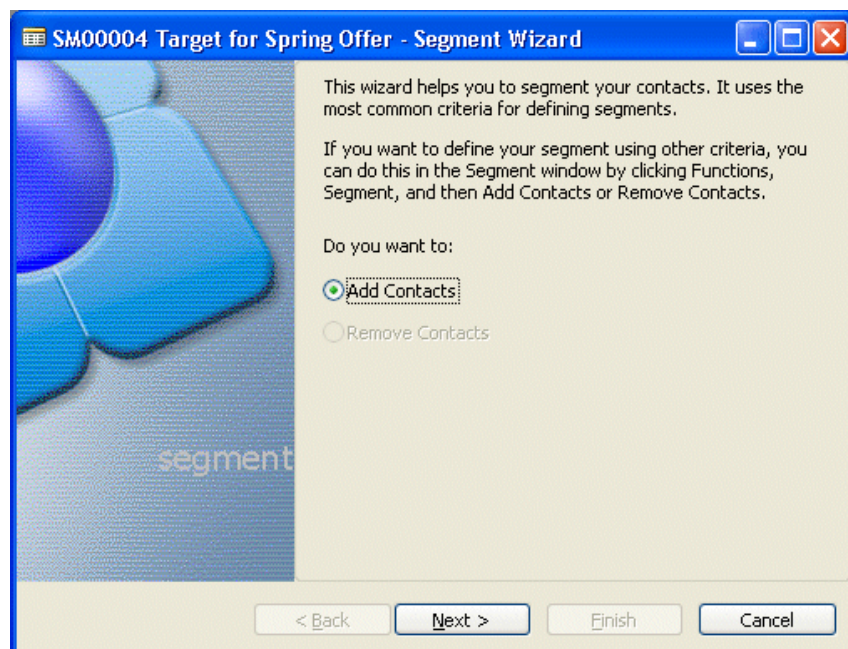 SM00004 Target for Spring Offer - Segment Wizard
This wizard helps you to segment your contacts. It uses the
most common criteria for defining segments.
If you want to define your segment using other criteria, you
can do this in the Segment window by clicking Functions,
Segment, and then Add Contacts or Remove Contacts.
Do you want to:
Add Contacts
Remove Contacts
segment
< Back Next > Finish Cancel